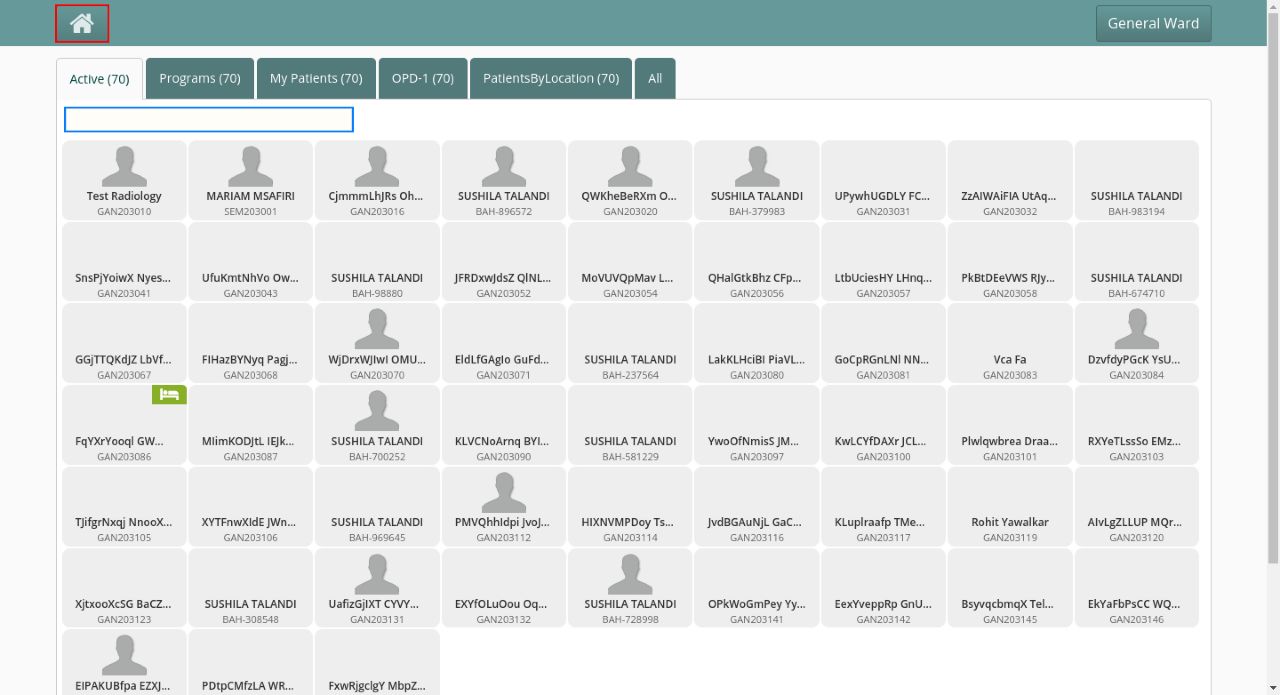 General Ward
Active (70)
Programs (70)
My Patients (70)
OPD-1 (70)
PatientsByLocation (70)
All
Test Radiology
GAN203010
MARIAM MSAFIRI
SEM203001
CjmmmLhJRs Oh...
GAN203016
SUSHILA TALANDI
BAH-896572
QWKheBeRXm O...
GAN203020
SUSHILA TALANDI
BAH-379983
UPywhUGDLY FC...
GAN203031
ZzAIWAiFIA UtAq...
GAN203032
SUSHILA TALANDI
BAH-983194
SnsPjYoiwX Nyes...
GAN203041
UfuKmtNhVo Ow...
GAN203043
SUSHILA TALANDI
BAH-98880
JFRDxwJdsZ QlNL...
GAN203052
MoVUVQpMav L...
GAN203054
QHalGtkBhz CFp...
GAN203056
LtbUciesHY LHnq...
GAN203057
PkBtDEeVWS RJy...
GAN203058
SUSHILA TALANDI
BAH-674710
GGjTTQKdJZ LbVf...
GAN203067
FIHazBYNyq Pagj...
GAN203068
WjDrxWJIwI OMU...
GAN203070
EldLfGAgIo GuFd...
GAN203071
SUSHILA TALANDI
BAH-237564
LakKLHciBI PiaVL...
GAN203080
GoCpRGnLNl NN...
GAN203081
Vca Fa
GAN203083
DzvfdyPGcK YsU...
GAN203084
FqYXrYooql GW...
GAN203086
MlimKODJtL IEJk...
GAN203087
SUSHILA TALANDI
BAH-700252
KLVCNoArnq BYI...
GAN203090
SUSHILA TALANDI
BAH-581229
YwoOfNmisS JM...
GAN203097
KwLCYfDAXr JCL...
GAN203100
Plwlqwbrea Draa...
GAN203101
RXYeTLssSo EMz...
GAN203103
TJifgrNxqj NnooX...
GAN203105
XYTFnwXIdE JWn...
GAN203106
SUSHILA TALANDI
BAH-969645
PMVQhhIdpi JvoJ...
GAN203112
HIXNVMPDoy Ts...
GAN203114
JvdBGAuNjL GaC...
GAN203116
KLuplraafp TMe...
GAN203117
Rohit Yawalkar
GAN203119
AIvLgZLLUP MQr...
GAN203120
XjtxooXcSG BaCZ...
GAN203123
SUSHILA TALANDI
BAH-308548
UafizGjIXT CYVY...
GAN203131
EXYfOLuOou Oq...
GAN203132
SUSHILA TALANDI
BAH-728998
OPkWoGmPey Yy...
GAN203141
EexYveppRp GnU...
GAN203142
BsyvqcbmqX Tel...
GAN203145
EkYaFbPsCC WQ...
GAN203146
EIPAKUBfpa EZXJ...
PDtpCMfzLA WR...
FxwRjgclgY MbpZ...